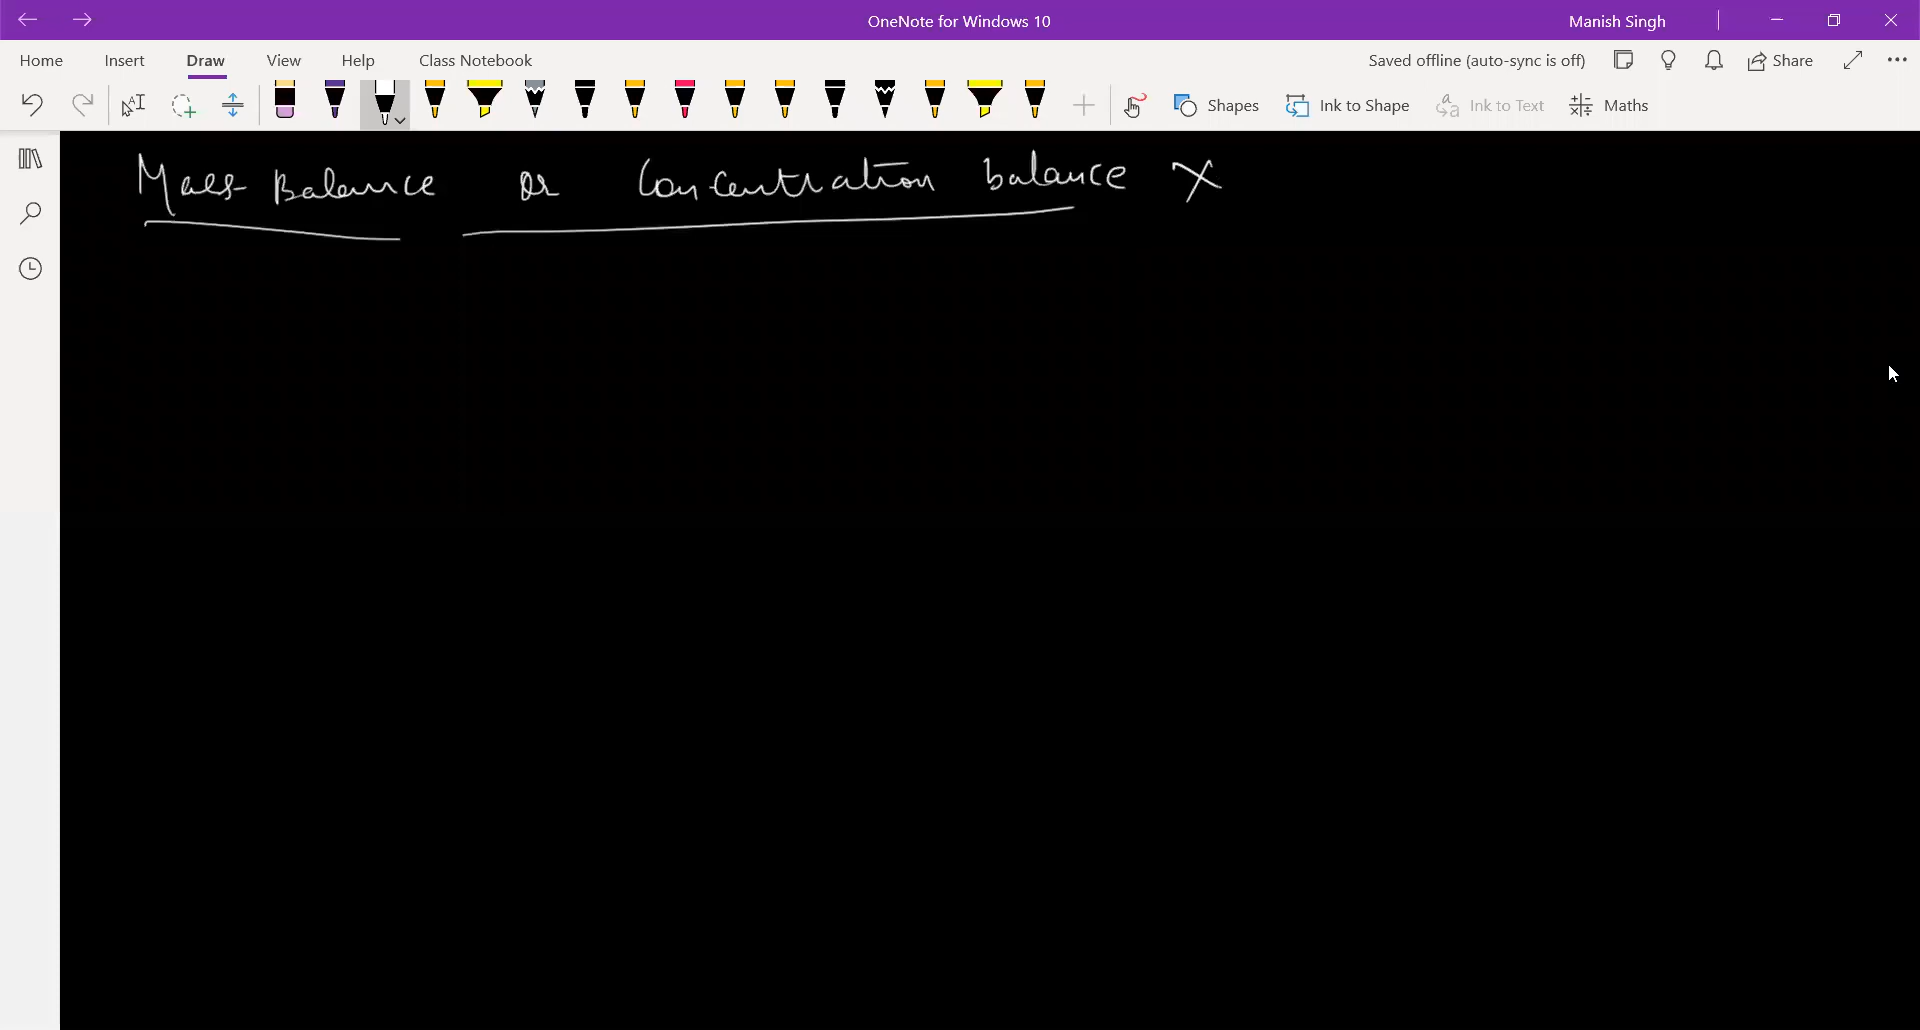 OneNote for Windows 10
Manish Singh
Home Insert Draw View Help Class Notebook
Saved offline (auto-sync is off) Share
Shapes Ink to Shape Ink to Text Maths
Mass Balance or Concentration balance X